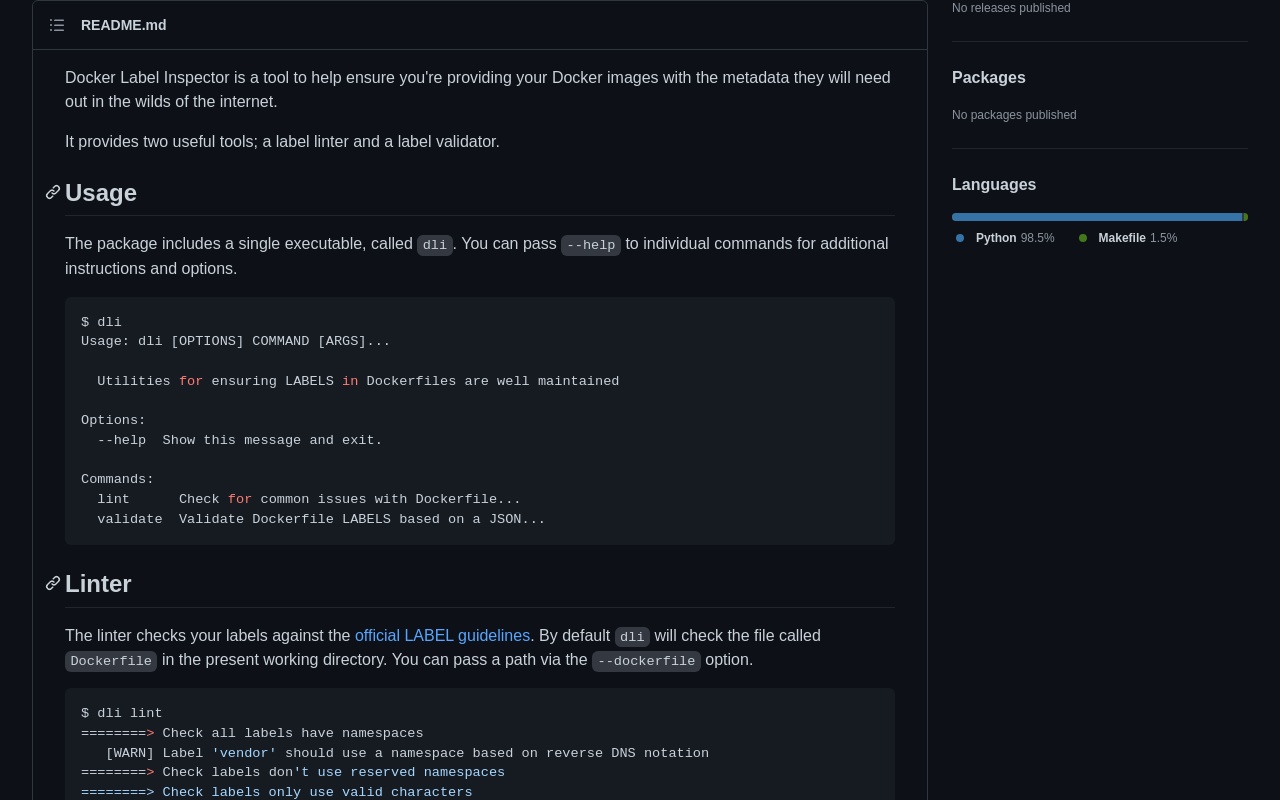 README.md
Docker Label Inspector is a tool to help ensure you're providing your Docker images with the metadata they will need
out in the wilds of the internet.
It provides two useful tools; a label linter and a label validator.
Usage
The package includes a single executable, called dli. You can pass --help to individual commands for additional
instructions and options.
$ dli
Usage: dli [OPTIONS] COMMAND [ARGS]...
  Utilities for ensuring LABELS in Dockerfiles are well maintained
Options:
  --help  Show this message and exit.
Commands:
  lint      Check for common issues with Dockerfile...
  validate  Validate Dockerfile LABELS based on a JSON...
Linter
The linter checks your labels against the official LABEL guidelines. By default dli will check the file called
Dockerfile in the present working directory. You can pass a path via the --dockerfile option.
$ dli lint
========> Check all labels have namespaces
   [WARN] Label 'vendor' should use a namespace based on reverse DNS notation
========> Check labels don't use reserved namespaces
========> Check labels only use valid characters
No releases published
Packages
No packages published
Languages
Python 98.5%
Makefile 1.5%